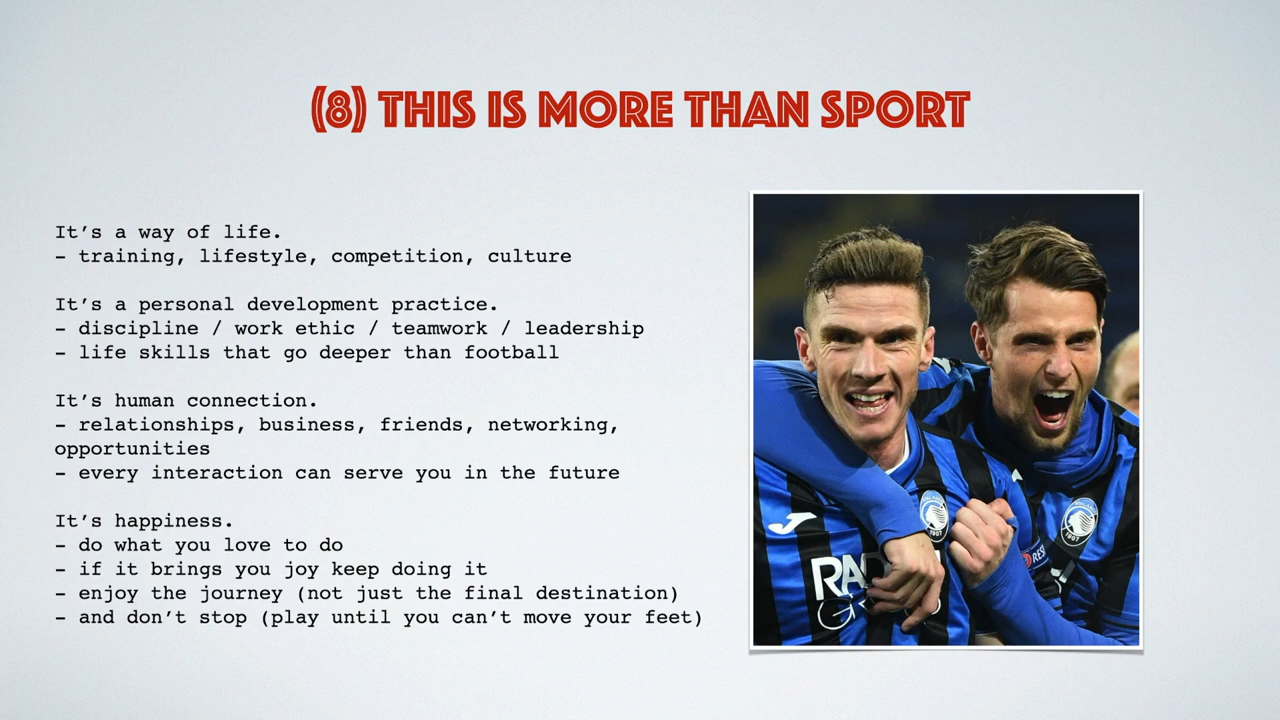 (8) THIS IS MORE THAN SPORT
It’s a way of life.
- training, lifestyle, competition, culture
It’s a personal development practice.
- discipline / work ethic / teamwork / leadership
- life skills that go deeper than football
It’s human connection.
- relationships, business, friends, networking,
opportunities
- every interaction can serve you in the future
It’s happiness.
- do what you love to do
- if it brings you joy keep doing it
- enjoy the journey (not just the final destination)
- and don’t stop (play until you can’t move your feet)
1907
1907